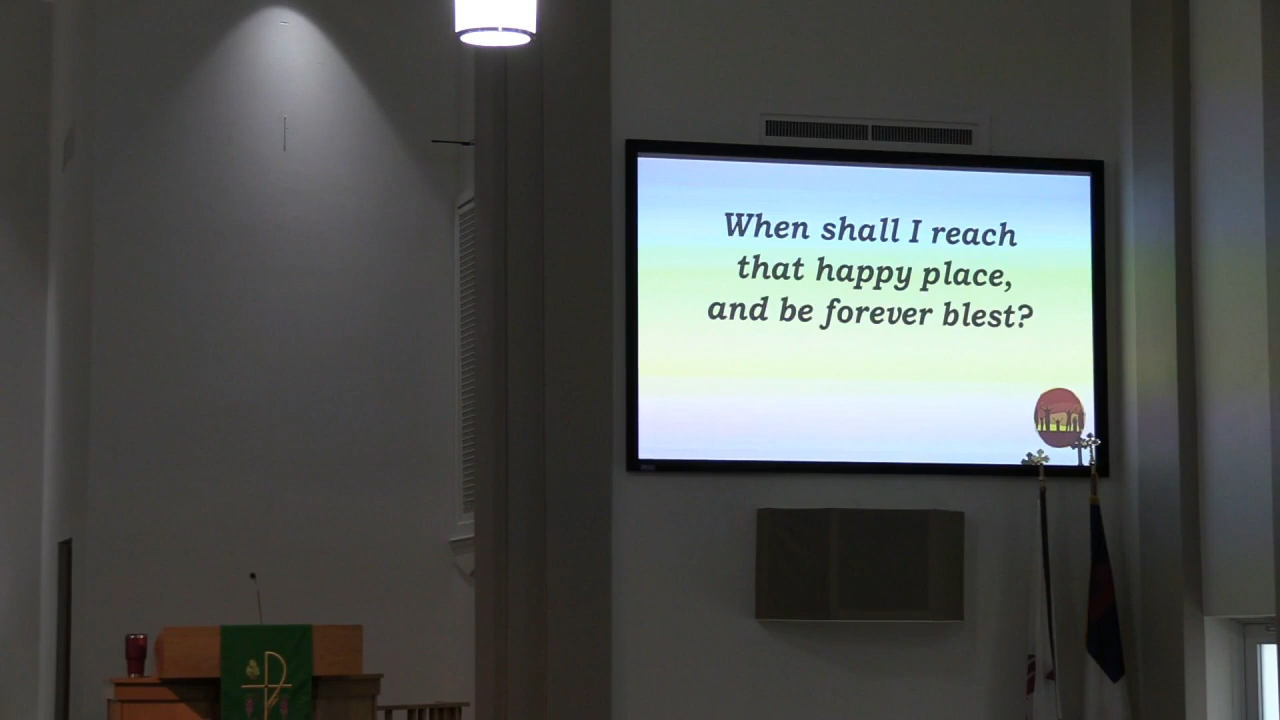 When shall I reach
that happy place,
and be forever blest?